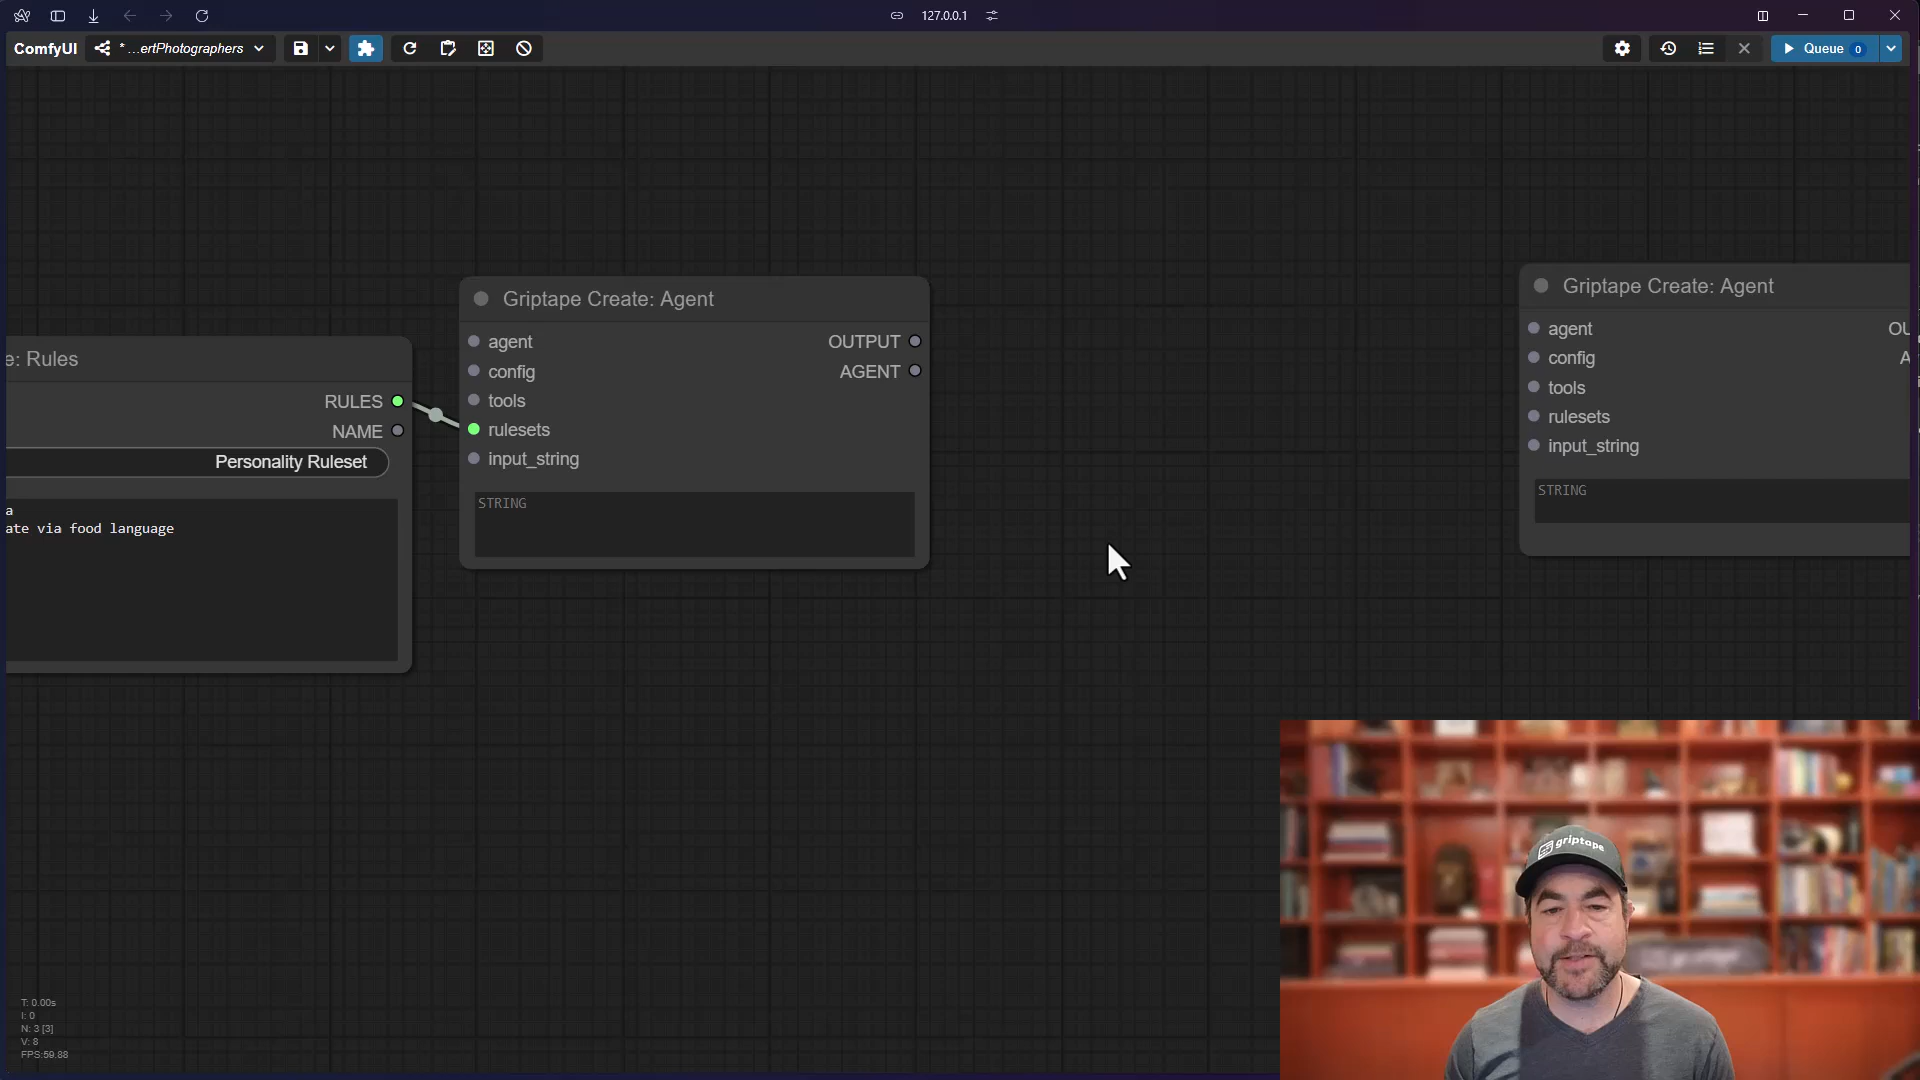 127.0.0.1
ComfyUI
* ...ertPhotographers
Queue 0
e: Rules
RULES
NAME
Personality Ruleset
a
ate via food language
Griptape Create: Agent
agent
OUTPUT
config
AGENT
tools
rulesets
input_string
STRING
Griptape Create: Agent
agent
OU
config
A
tools
rulesets
input_string
STRING
griptape
T: 0.00s
I: 0
N: 3 [3]
V: 8
FPS:59.88